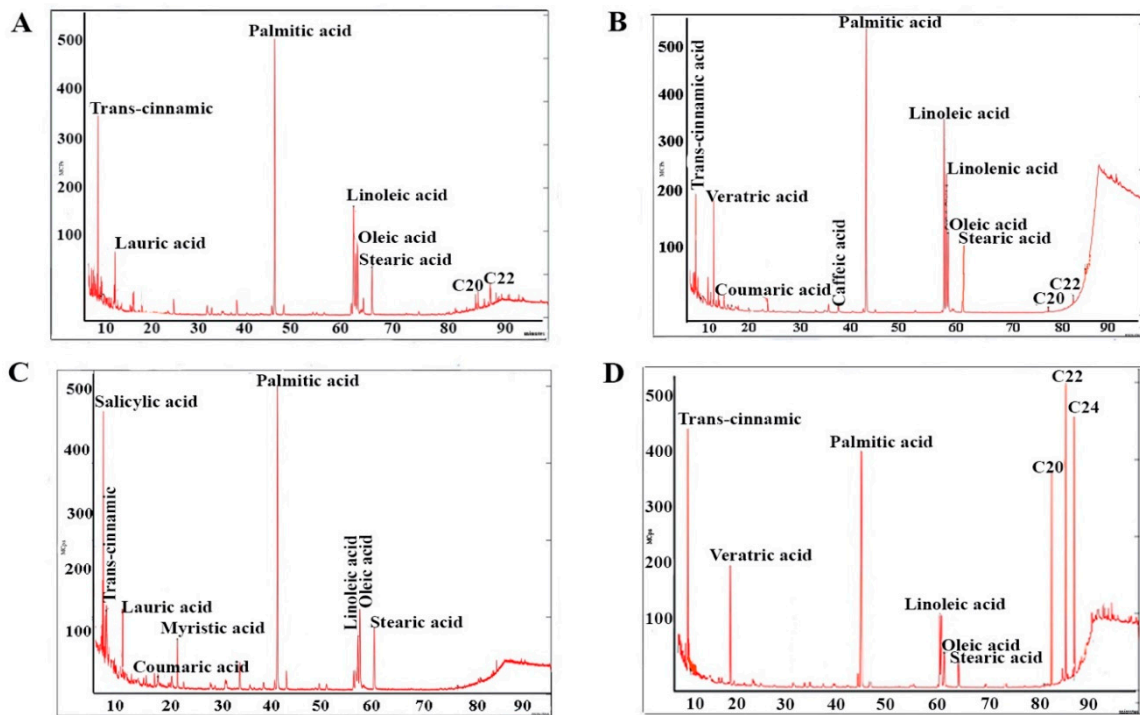 A
500
400
300
200
100
MCPs
Palmitic acid
Trans-cinnamic
Lauric acid
Linoleic acid
Oleic acid
Stearic acid
C20
C22
10 20 30 40 50 60 70 80 90
B
500
400
300
200
100
MCPs
Palmitic acid
Trans-cinnamic acid
Veratric acid
Coumaric acid
Caffeic acid
Linoleic acid
Linolenic acid
Oleic acid
Stearic acid
C20
C22
10 20 30 40 50 60 70 80 90
C
500
400
300
200
100
MCps
Palmitic acid
Salicylic acid
Trans-cinnamic
Lauric acid
Myristic acid
Coumaric acid
Linoleic acid
Oleic acid
Stearic acid
10 20 30 40 50 60 70 80 90
D
500
400
300
200
100
MCps
C22
C24
Trans-cinnamic
Palmitic acid
C20
Veratric acid
Linoleic acid
Oleic acid
Stearic acid
10 20 30 40 50 60 70 80 90